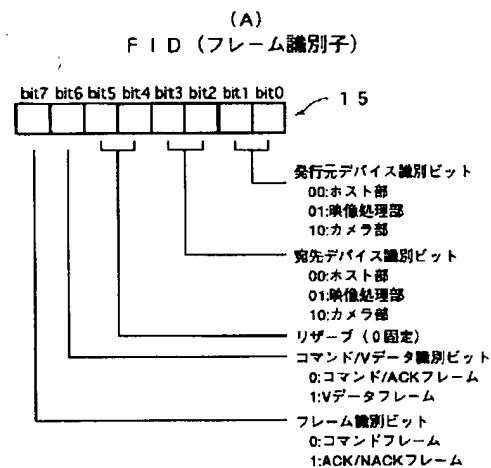 (A)
FID(フレーム識別子)
bit7 bit6 bit5 bit4 bit3 bit2 bit1 bit0
15
発行元デバイス識別ビット
00:ホスト部
01:映像処理部
10:カメラ部
宛先デバイス識別ビット
00:ホスト部
01:映像処理部
10:カメラ部
リザーブ(0固定)
コマンド/Vデータ識別ビット
0:コマンド/ACKフレーム
1:Vデータフレーム
フレーム識別ビット
0:コマンドフレーム
1:ACK/NACKフレーム